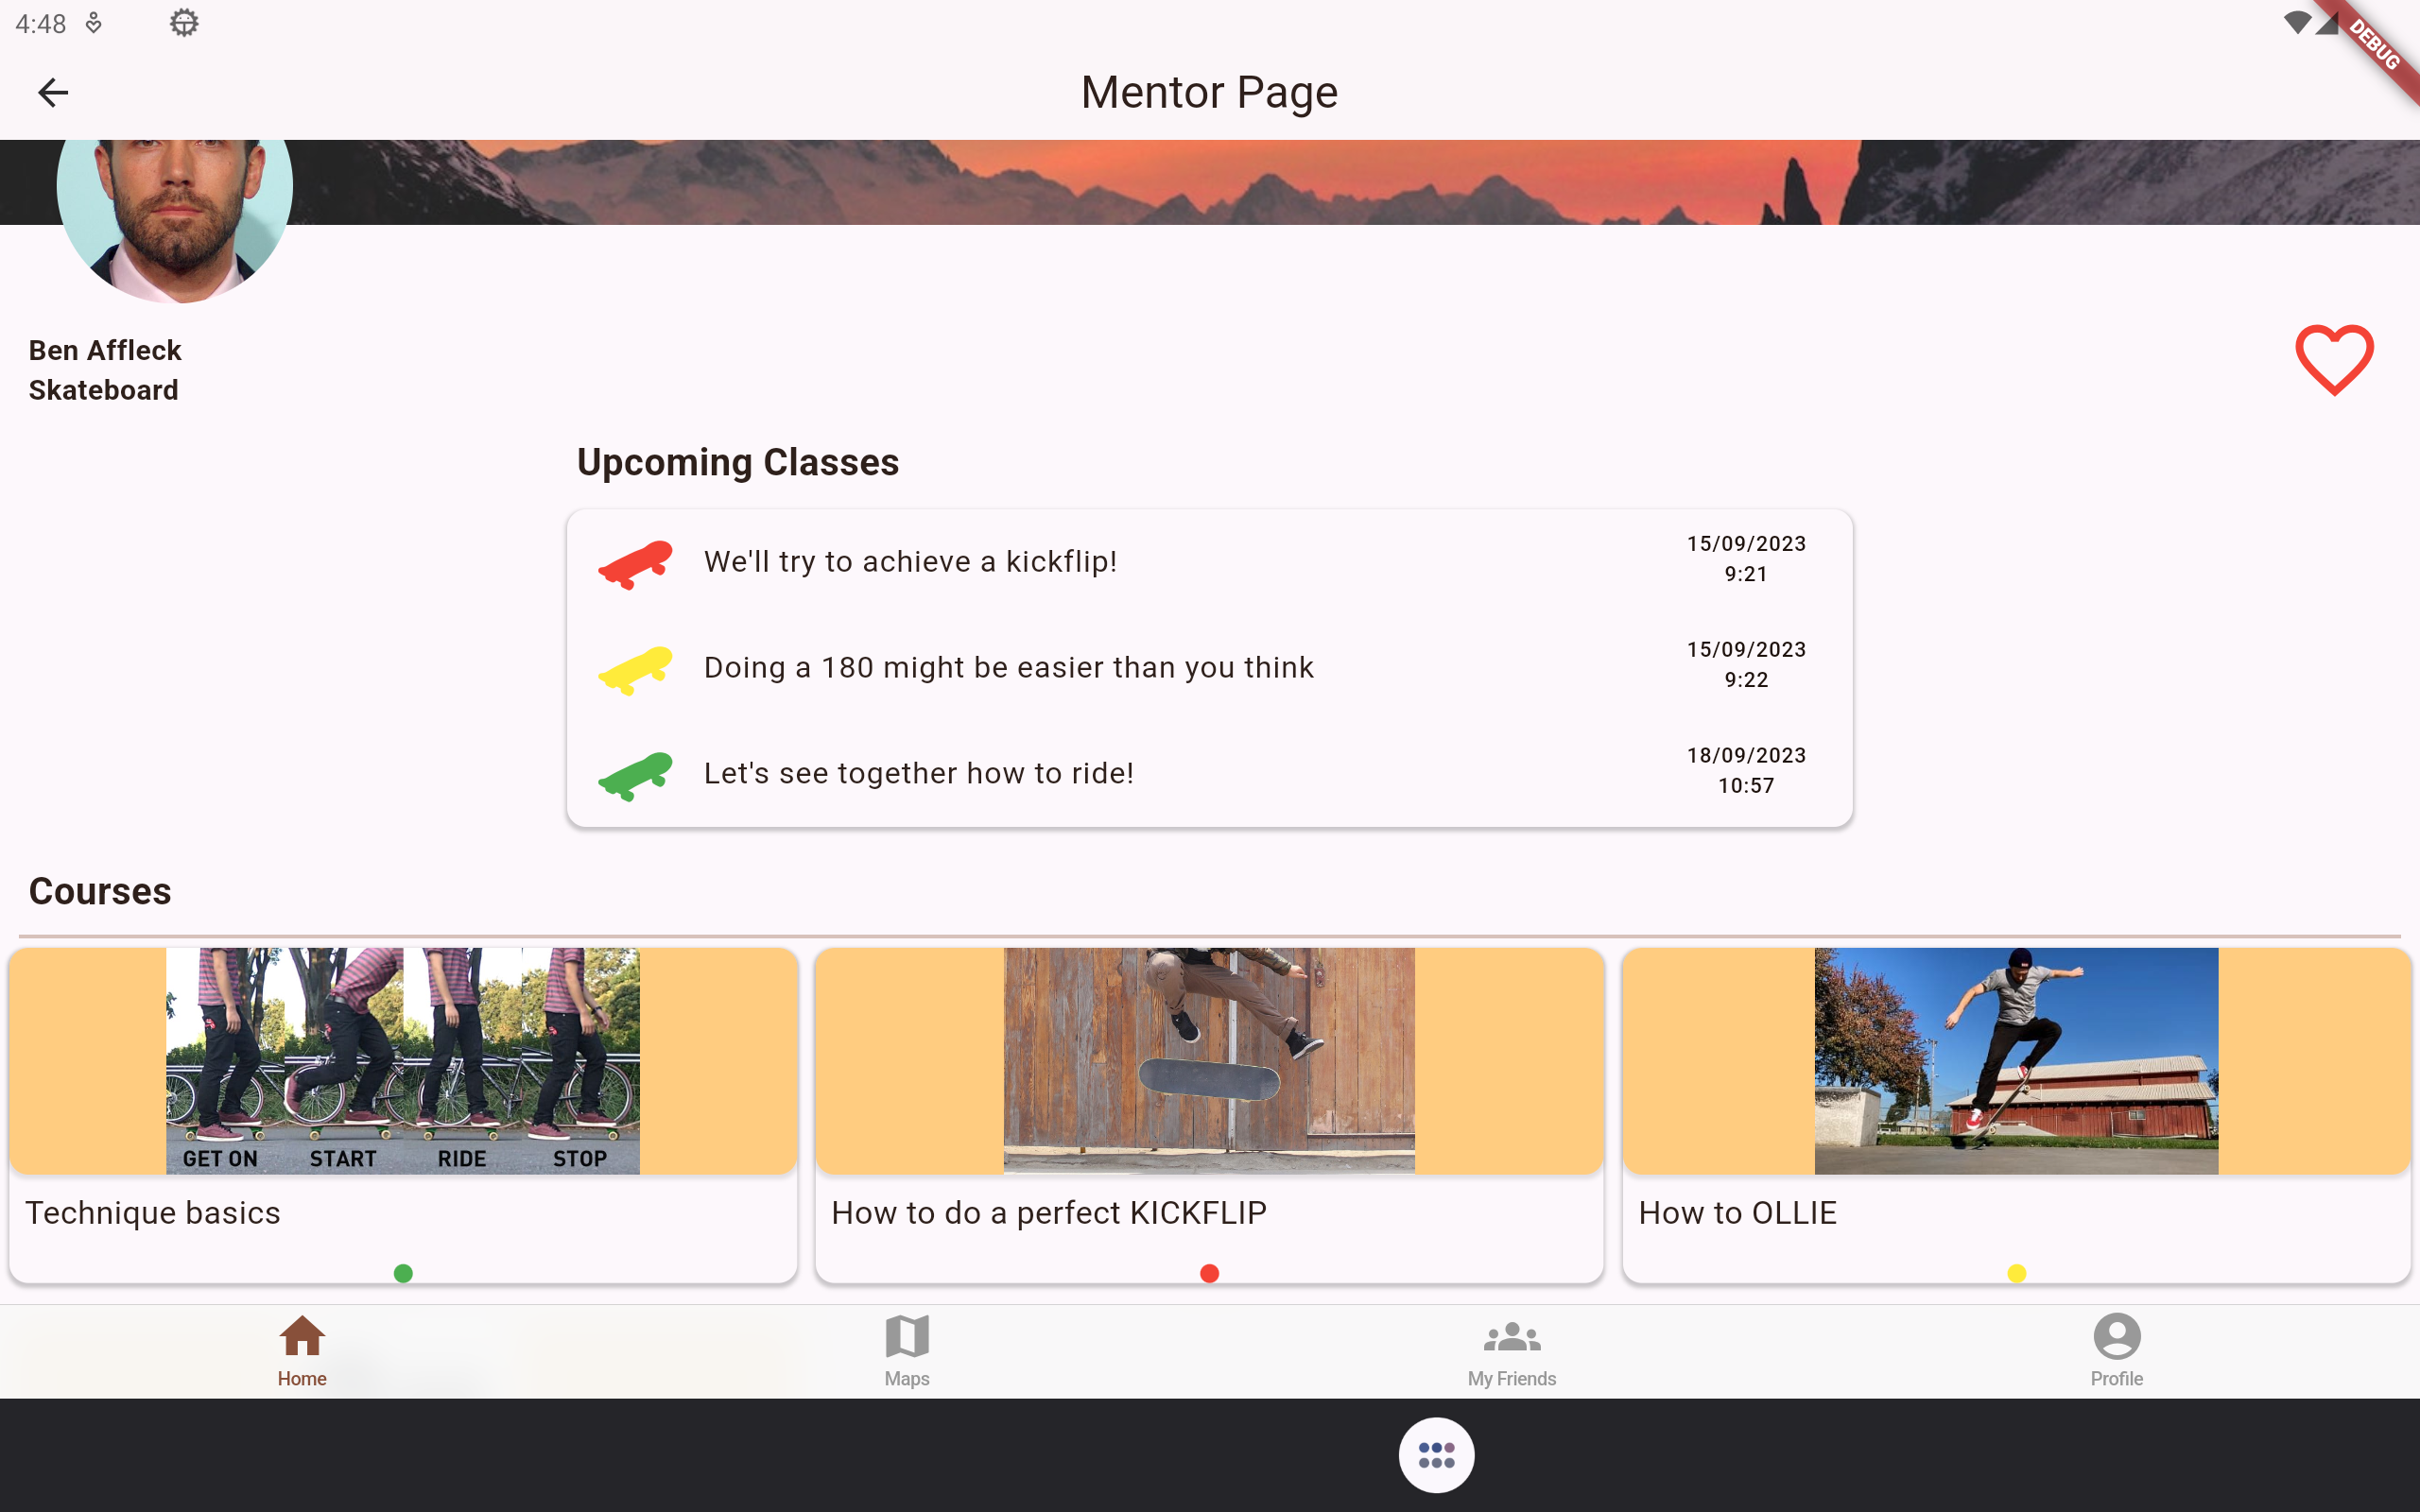 4:48
DEBUG
Mentor Page
Ben Affleck
Skateboard
Upcoming Classes
We'll try to achieve a kickflip!
15/09/2023
9:21
Doing a 180 might be easier than you think
15/09/2023
9:22
Let's see together how to ride!
18/09/2023
10:57
Courses
GET ON START RIDE STOP
Technique basics
How to do a perfect KICKFLIP
How to OLLIE
Home
Maps
My Friends
Profile